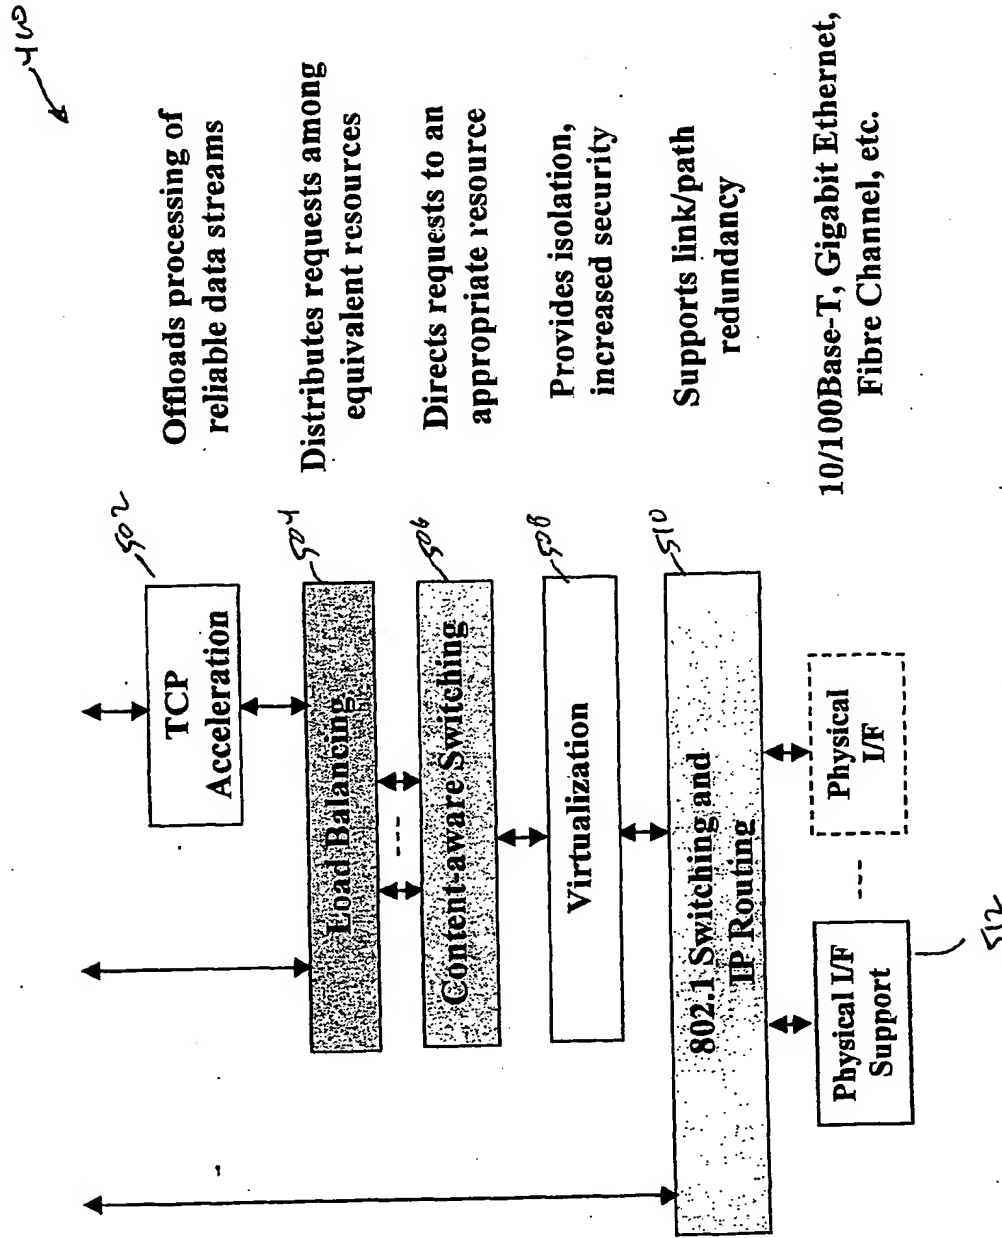 TCP
Acceleration
502
Offloads processing of
reliable data streams
Load Balancing
504
Distributes requests among
equivalent resources
Content-aware Switching
506
Directs requests to an
appropriate resource
Virtualization
508
Provides isolation,
increased security
802.1 Switching and
IP Routing
510
Supports link/path
redundancy
Physical I/F
Support
512
Physical
I/F
10/100Base-T, Gigabit Ethernet,
Fibre Channel, etc.